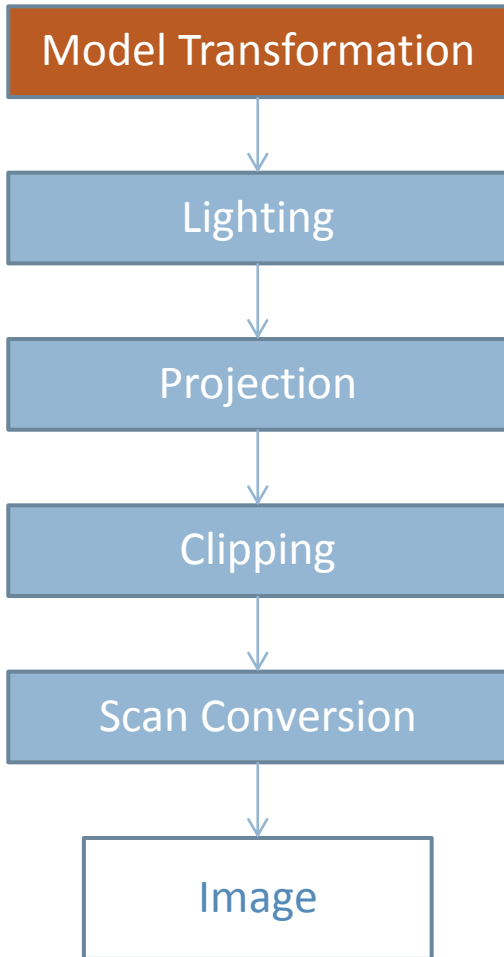 Model Transformation
Lighting
Projection
Clipping
Scan Conversion
Image